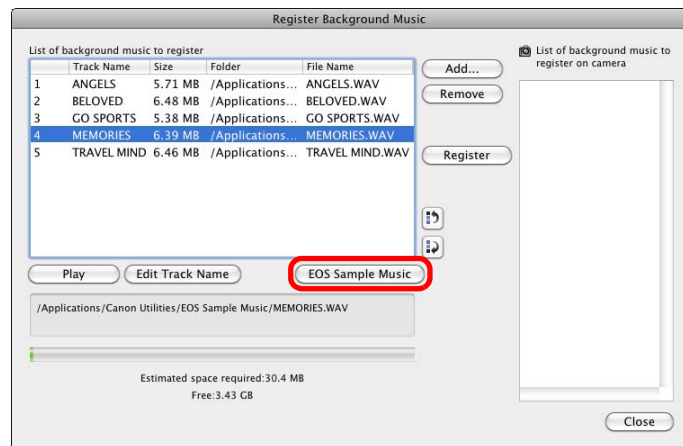 Register Background Music
List of background music to register
Track Name Size Folder File Name
1 ANGELS 5.71 MB /Applications... ANGELS.WAV
2 BELOVED 6.48 MB /Applications... BELOVED.WAV
3 GO SPORTS 5.38 MB /Applications... GO SPORTS.WAV
4 MEMORIES 6.39 MB /Applications... MEMORIES.WAV
5 TRAVEL MIND 6.46 MB /Applications... TRAVEL MIND.WAV
Add...
Remove
Register
List of background music to
register on camera
Play Edit Track Name EOS Sample Music
/Applications/Canon Utilities/EOS Sample Music/MEMORIES.WAV
Estimated space required:30.4 MB
Free:3.43 GB
Close